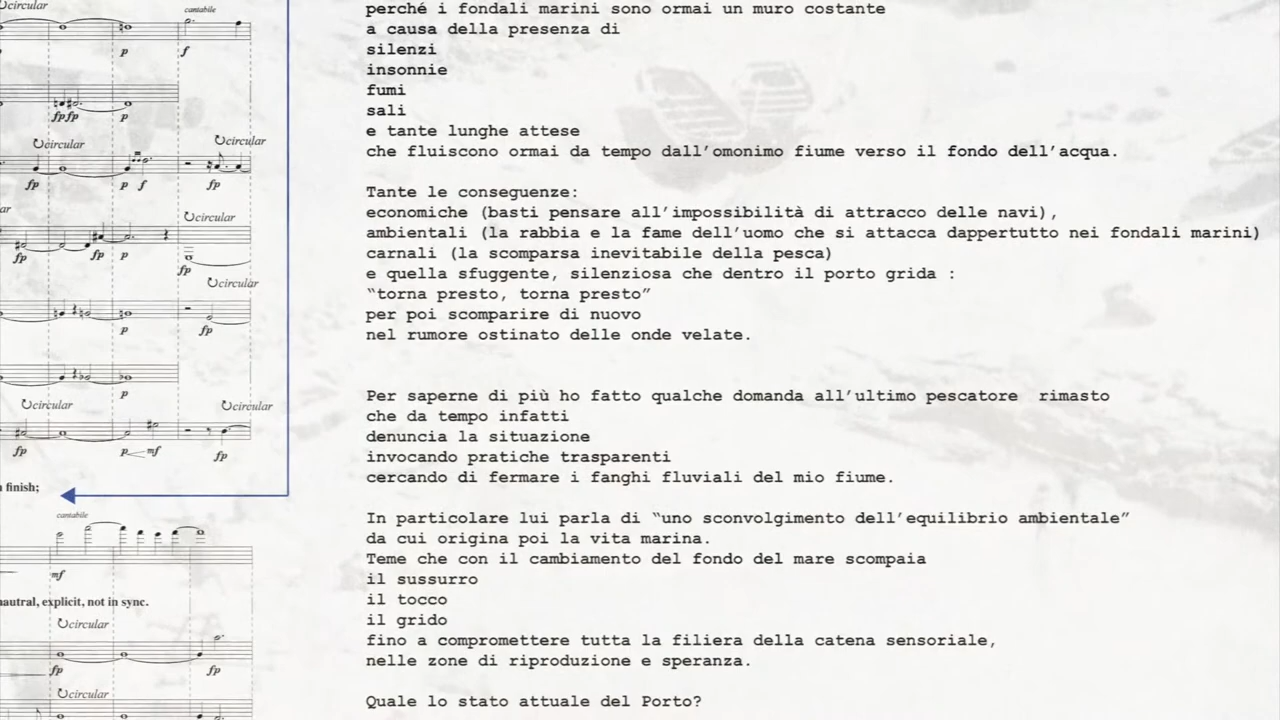 circular
cantabile
p
f
fpfp
p
circular
circular
fp
p
f
fp
ar
circular
fp
fp
p
fp
circular
p
fp
p
circular
circular
fp
p
mf
fp
finish;
cantabile
mf
nautral, explicit, not in sync.
circular
fp
fp
circular
perché i fondali marini sono ormai un muro costante
a causa della presenza di
silenzi
insonnie
fumi
sali
e tante lunghe attese
che fluiscono ormai da tempo dall'omonimo fiume verso il fondo dell'acqua.
Tante le conseguenze:
economiche (basti pensare all'impossibilità di attracco delle navi),
ambientali (la rabbia e la fame dell'uomo che si attacca dappertutto nei fondali marini)
carnali (la scomparsa inevitabile della pesca)
e quella sfuggente, silenziosa che dentro il porto grida :
“torna presto, torna presto”
per poi scomparire di nuovo
nel rumore ostinato delle onde velate.
Per saperne di più ho fatto qualche domanda all'ultimo pescatore  rimasto
che da tempo infatti
denuncia la situazione
invocando pratiche trasparenti
cercando di fermare i fanghi fluviali del mio fiume.
In particolare lui parla di “uno sconvolgimento dell'equilibrio ambientale”
da cui origina poi la vita marina.
Teme che con il cambiamento del fondo del mare scompaia
il sussurro
il tocco
il grido
fino a compromettere tutta la filiera della catena sensoriale,
nelle zone di riproduzione e speranza.
Quale lo stato attuale del Porto?